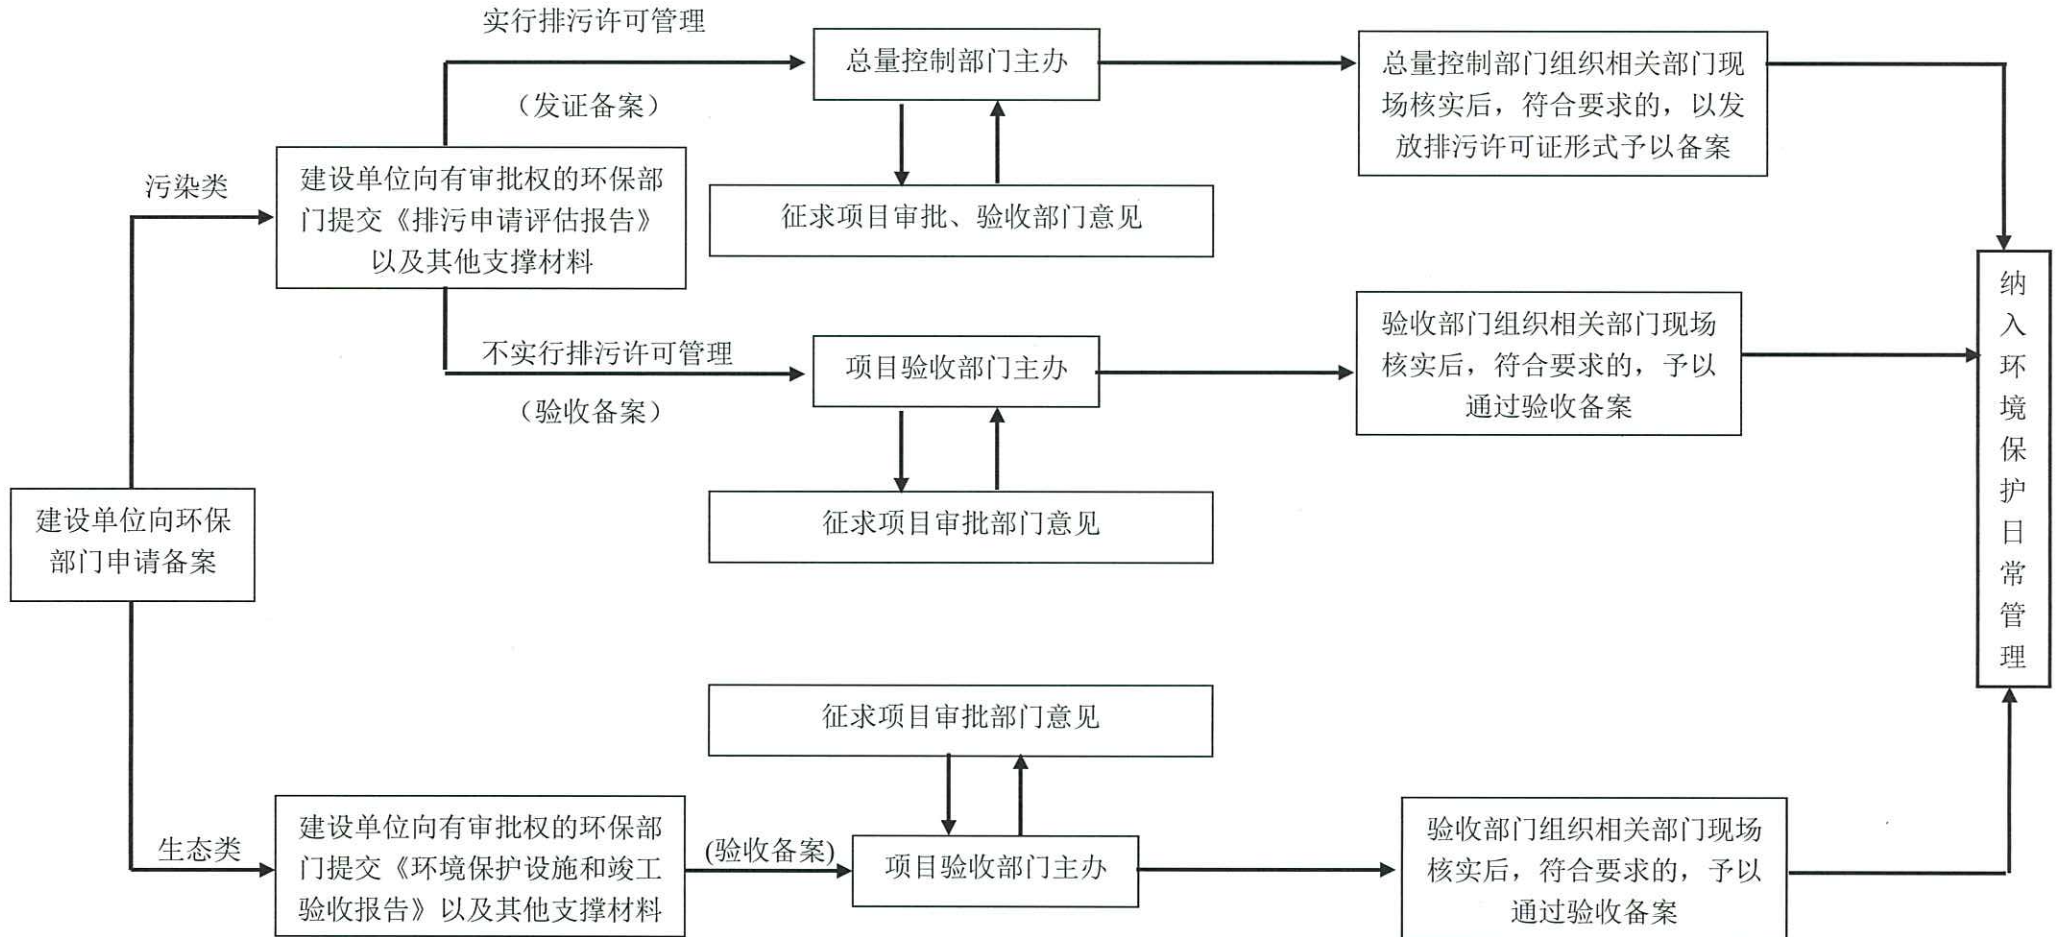 实行排污许可管理
（发证备案）
总量控制部门主办
总量控制部门组织相关部门现
场核实后，符合要求的，以发
放排污许可证形式予以备案
污染类
建设单位向有审批权的环保部
门提交《排污申请评估报告》
以及其他支撑材料
征求项目审批、验收部门意见
不实行排污许可管理
（验收备案）
项目验收部门主办
验收部门组织相关部门现场
核实后，符合要求的，予以
通过验收备案
征求项目审批部门意见
建设单位向环保
部门申请备案
纳
入
环
境
保
护
日
常
管
理
征求项目审批部门意见
生态类
建设单位向有审批权的环保部
门提交《环境保护设施和竣工
验收报告》以及其他支撑材料
(验收备案)
项目验收部门主办
验收部门组织相关部门现场
核实后，符合要求的，予以
通过验收备案